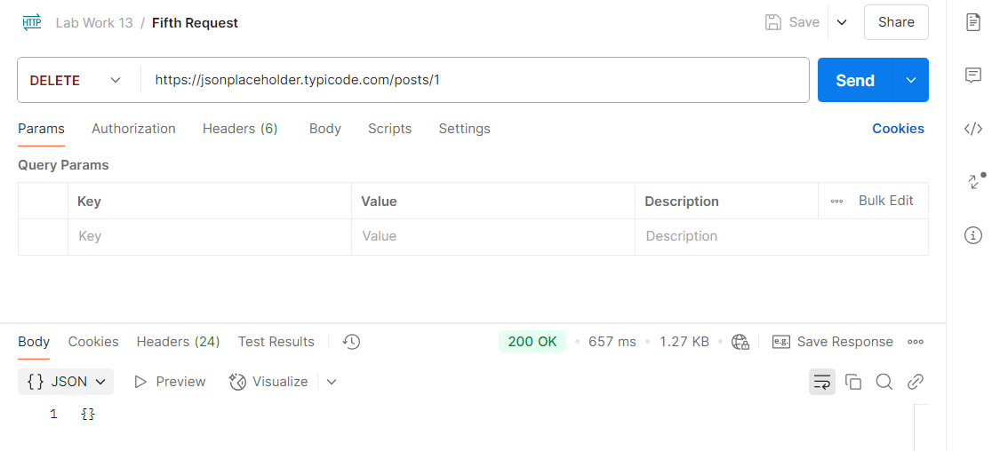 HTTP Lab Work 13 / Fifth Request Save Share
DELETE https://jsonplaceholder.typicode.com/posts/1 Send
Params Authorization Headers (6) Body Scripts Settings Cookies
Query Params
Key Value Description Bulk Edit
Key Value Description
Body Cookies Headers (24) Test Results 200 OK 657 ms 1.27 KB e.g. Save Response
{} JSON Preview Visualize
1 {}